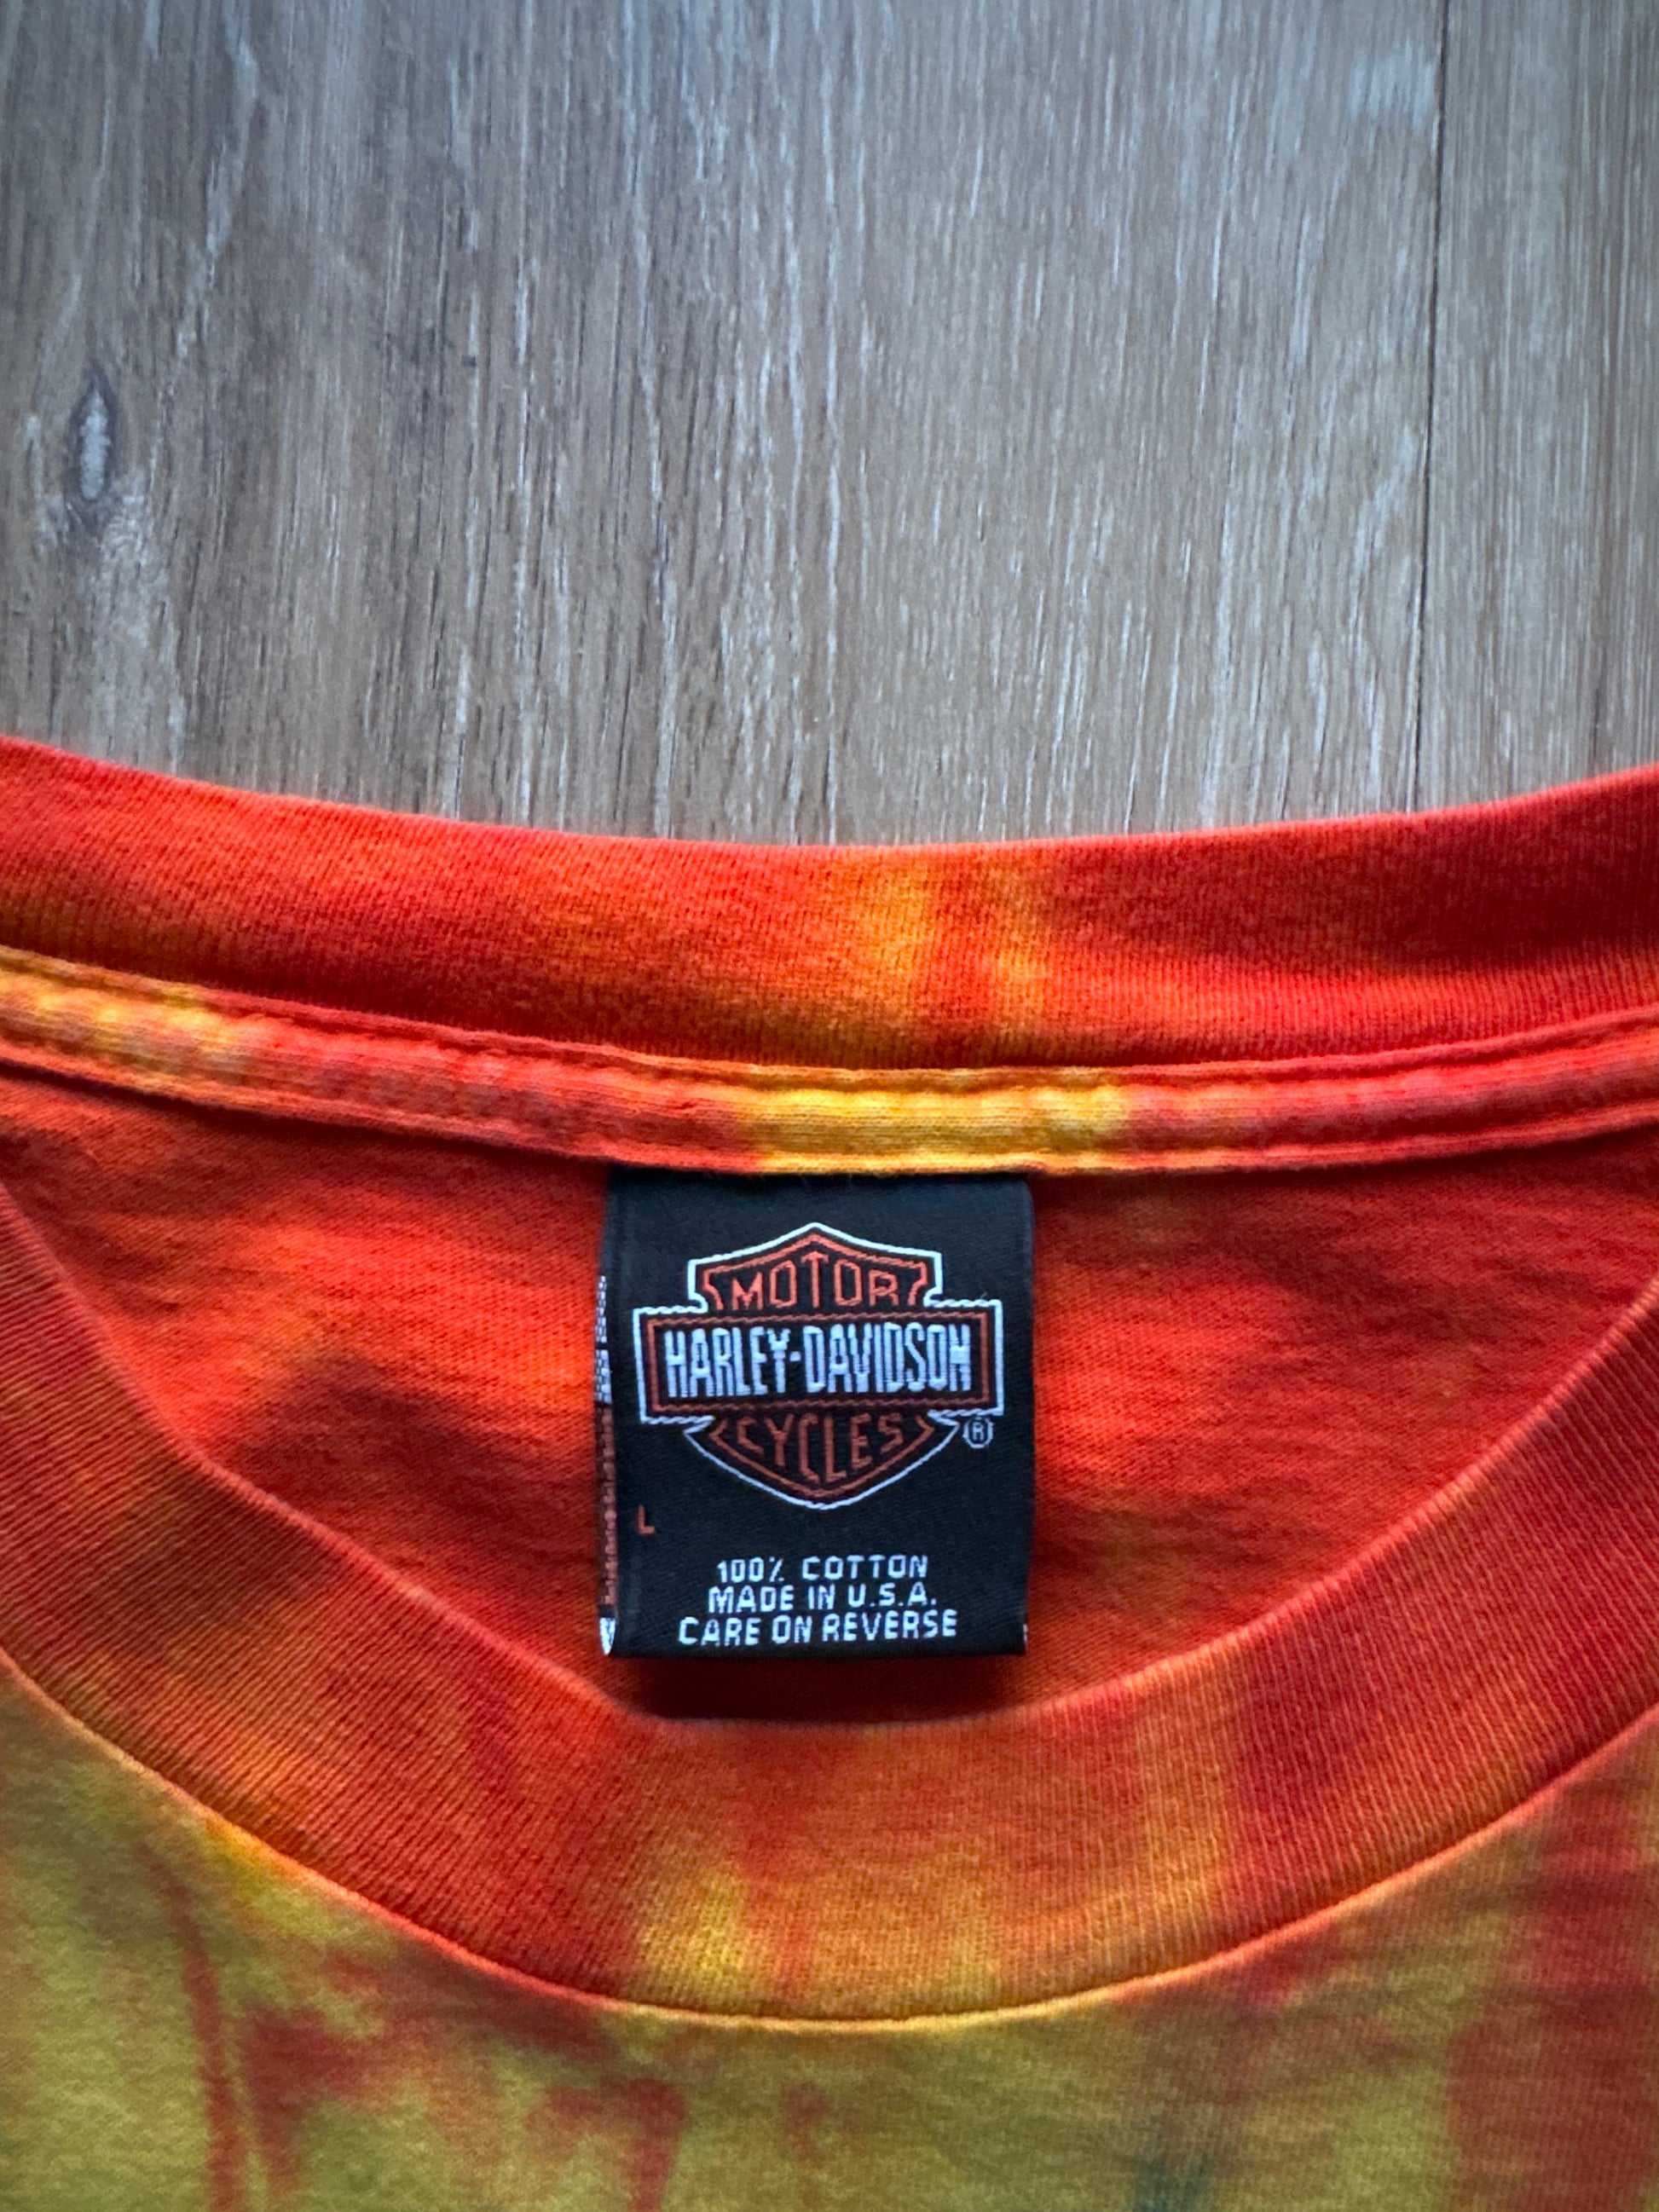 MOTOR
HARLEY-DAVIDSON
CYCLES
®
L
100% COTTON
MADE IN U.S.A.
CARE ON REVERSE